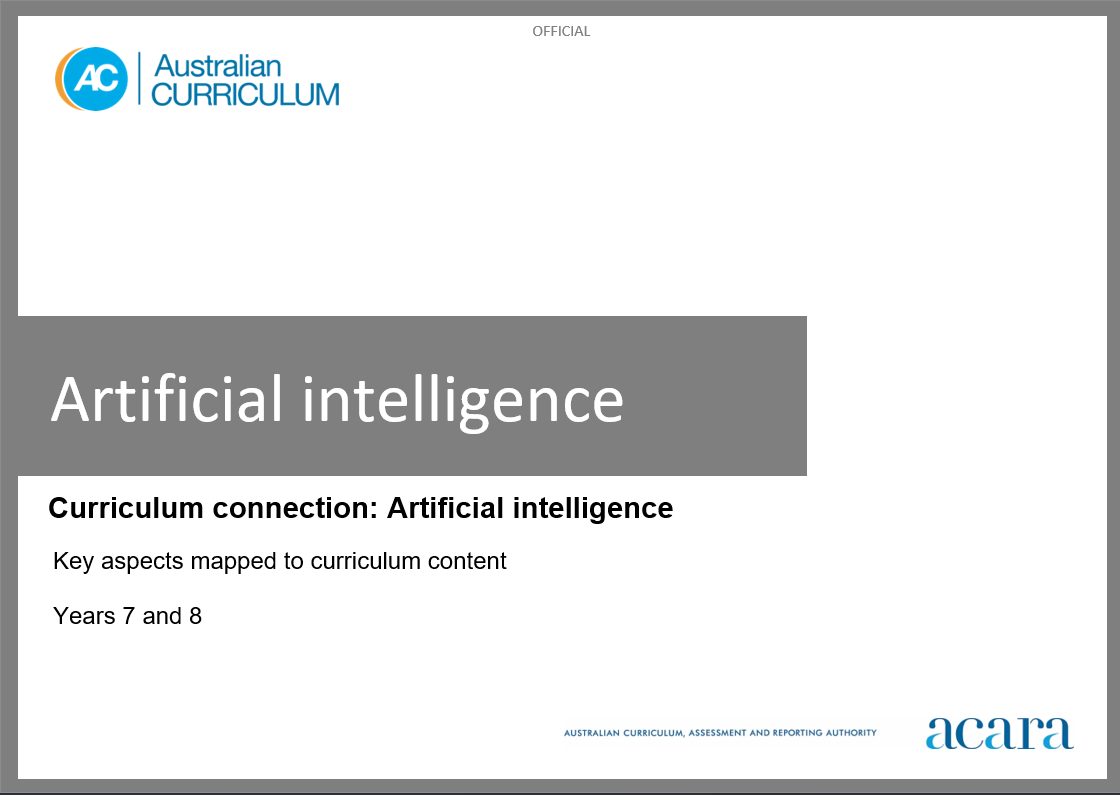 OFFICIAL
AC
Australian
CURRICULUM
Artificial intelligence
Curriculum connection: Artificial intelligence
Key aspects mapped to curriculum content
Years 7 and 8
AUSTRALIAN CURRICULUM, ASSESSMENT AND REPORTING AUTHORITY
acara